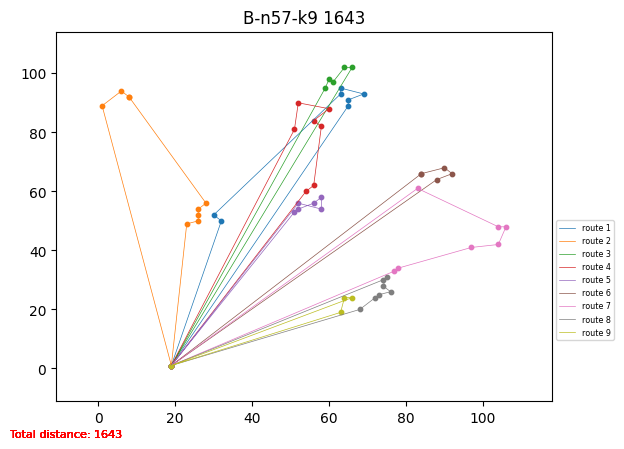 B-n57-k9 1643
100
80
60
40
20
0
0 20 40 60 80 100
route 1
route 2
route 3
route 4
route 5
route 6
route 7
route 8
route 9
Total distance: 1643